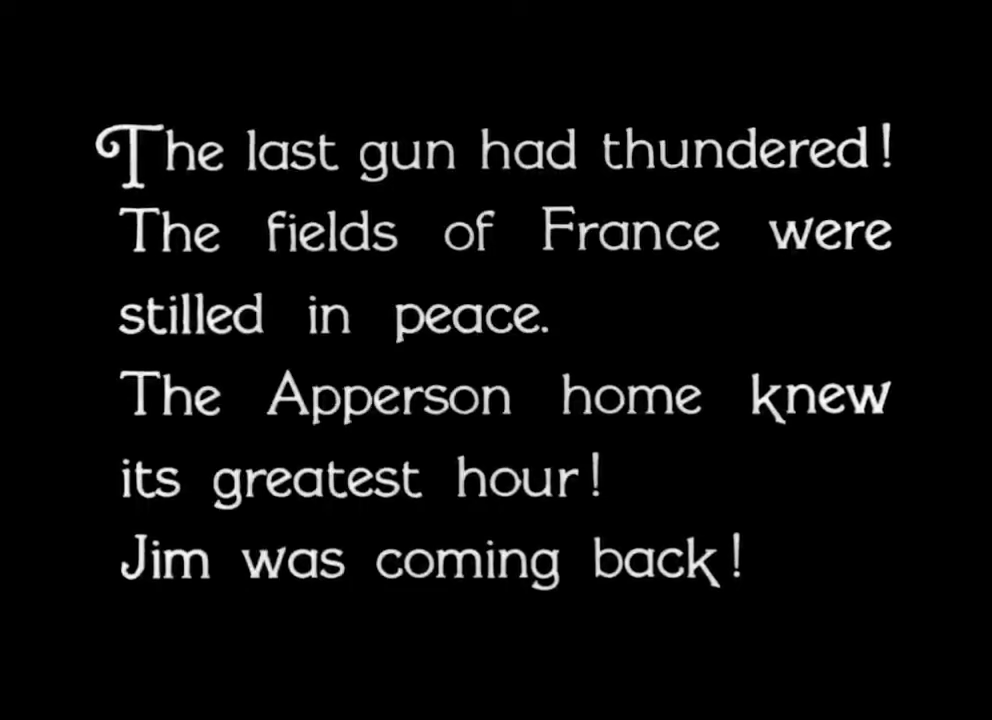 The last gun had thundered!
The fields of France were
stilled in peace.
The Apperson home knew
its greatest hour!
Jim was coming back!